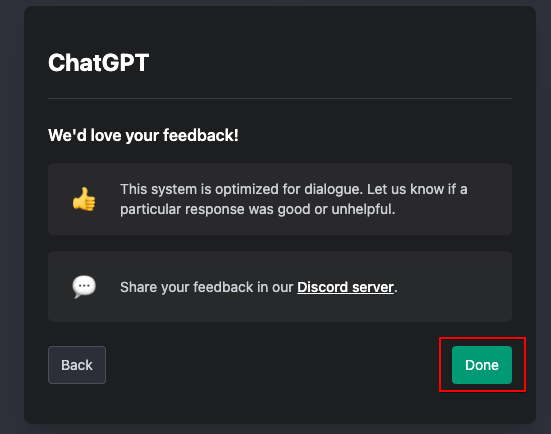 ChatGPT
We'd love your feedback!
This system is optimized for dialogue. Let us know if a
particular response was good or unhelpful.
Share your feedback in our Discord server.
Back
Done